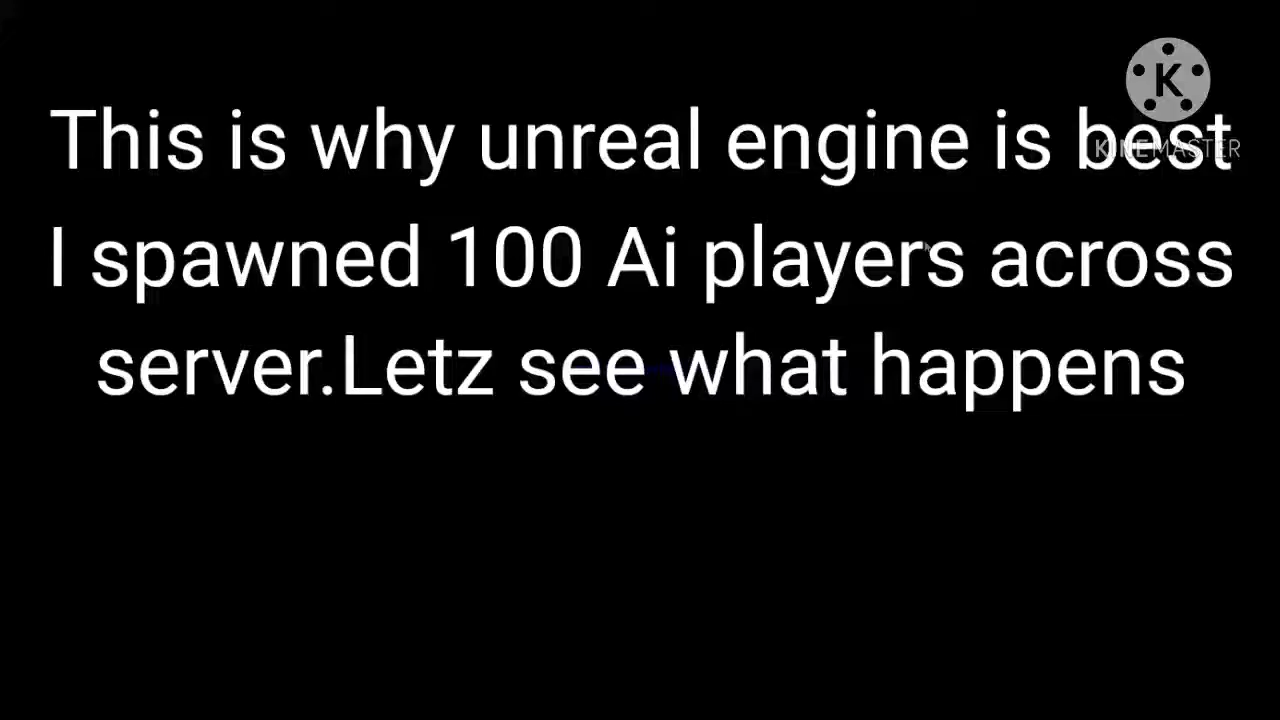 This is why unreal engine is best
I spawned 100 Ai players across
server.Letz see what happens
K
KINEMASTER